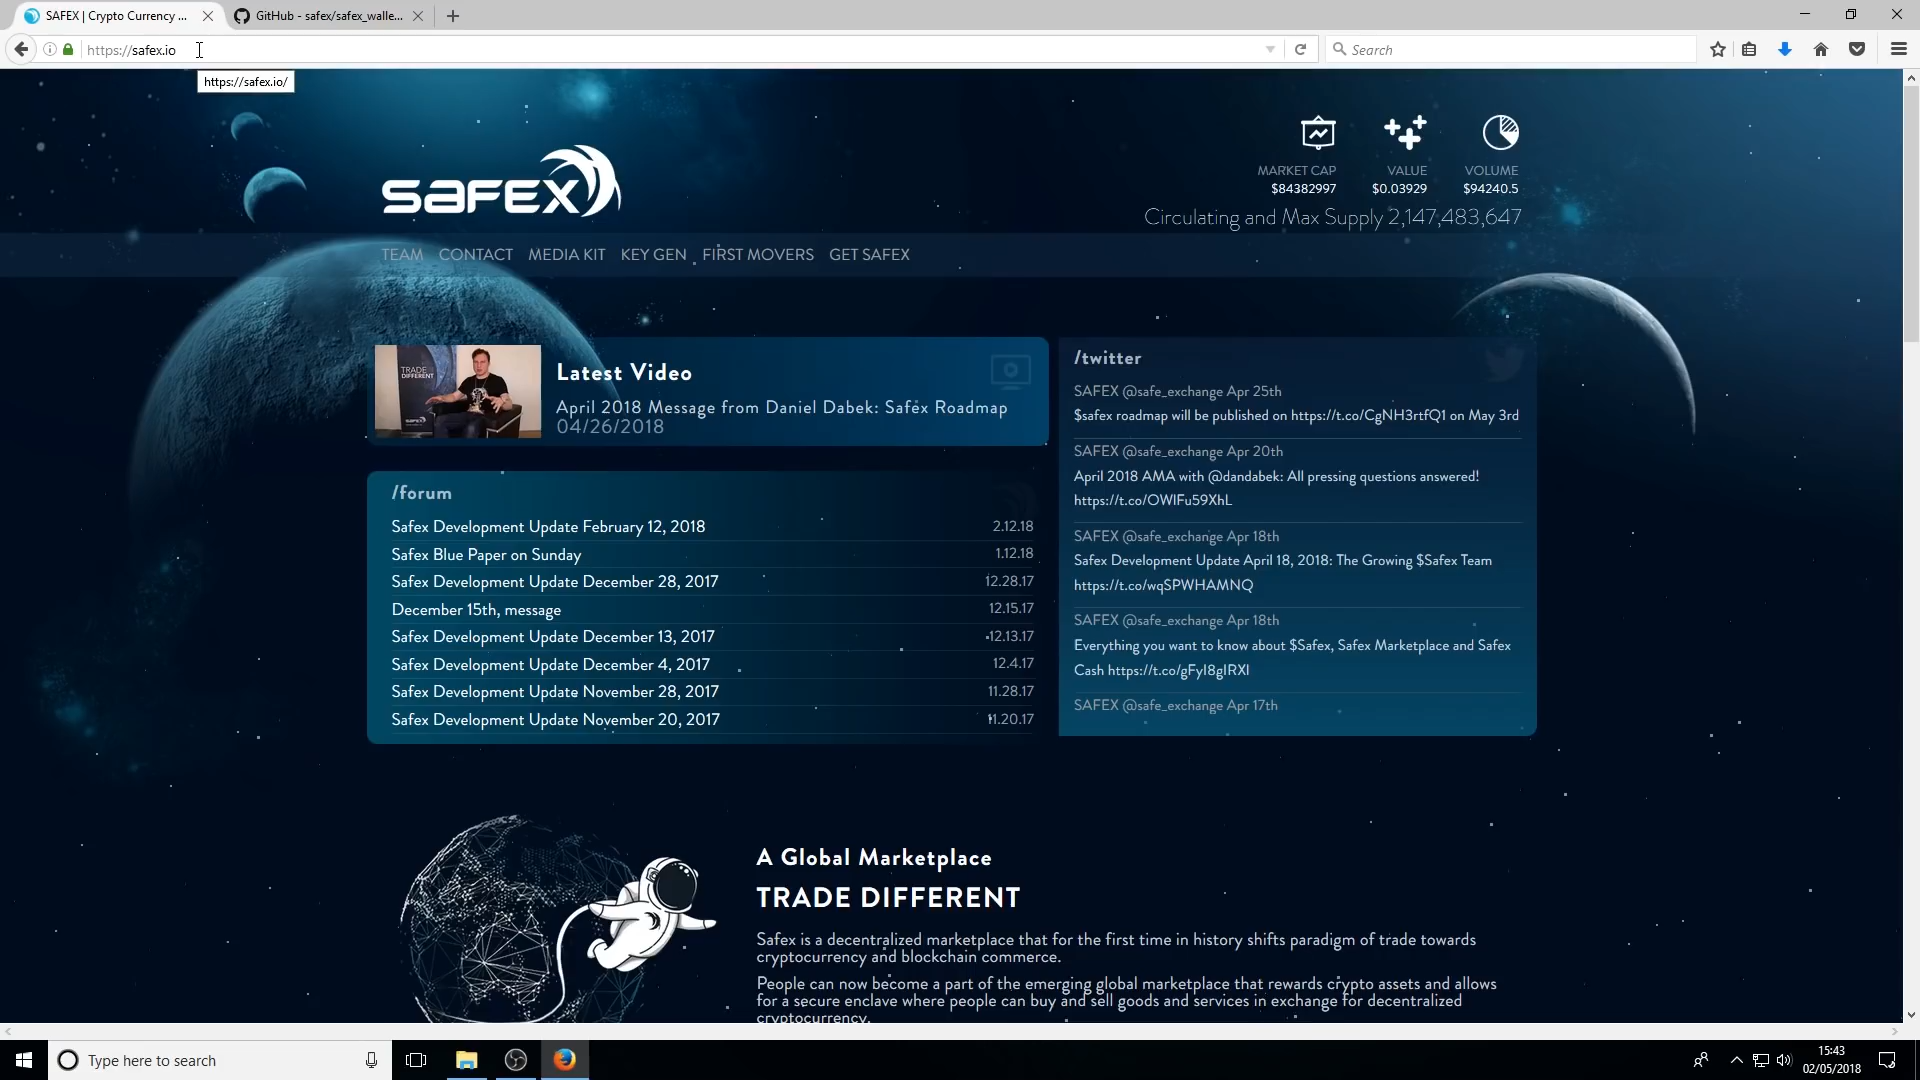 SAFEX | Crypto Currency ...
GitHub - safex/safex_walle...
https://safex.io
Search
https://safex.io/
SAFEX
MARKET CAP
$84382997
VALUE
$0.03929
VOLUME
$94240.5
Circulating and Max Supply 2,147,483,647
TEAM CONTACT MEDIA KIT KEY GEN FIRST MOVERS GET SAFEX
TRADE
DIFFERENT
Latest Video
April 2018 Message from Daniel Dabek: Safex Roadmap
04/26/2018
/forum
Safex Development Update February 12, 2018 2.12.18
Safex Blue Paper on Sunday 1.12.18
Safex Development Update December 28, 2017 12.28.17
December 15th, message 12.15.17
Safex Development Update December 13, 2017 12.13.17
Safex Development Update December 4, 2017 12.4.17
Safex Development Update November 28, 2017 11.28.17
Safex Development Update November 20, 2017 11.20.17
/twitter
SAFEX @safe_exchange Apr 25th
$safex roadmap will be published on https://t.co/CgNH3rtfQ1 on May 3rd
SAFEX @safe_exchange Apr 20th
April 2018 AMA with @dandabek: All pressing questions answered!
https://t.co/OWlFu59XhL
SAFEX @safe_exchange Apr 18th
Safex Development Update April 18, 2018: The Growing $Safex Team
https://t.co/wqSPWHAMNQ
SAFEX @safe_exchange Apr 18th
Everything you want to know about $Safex, Safex Marketplace and Safex
Cash https://t.co/gFyI8gIRXl
SAFEX @safe_exchange Apr 17th
A Global Marketplace
TRADE DIFFERENT
Safex is a decentralized marketplace that for the first time in history shifts paradigm of trade towards
cryptocurrency and blockchain commerce.
People can now become a part of the emerging global marketplace that rewards crypto assets and allows
for a secure enclave where people can buy and sell goods and services in exchange for decentralized
cryptocurrency.
Type here to search
15:43
02/05/2018